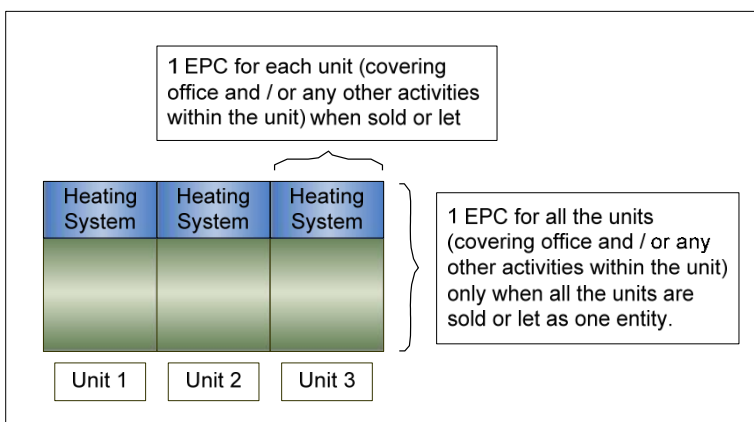 1 EPC for each unit (covering
office and / or any other activities
within the unit) when sold or let
Heating
System
Heating
System
Heating
System
1 EPC for all the units
(covering office and / or any
other activities within the unit)
only when all the units are
sold or let as one entity.
Unit 1
Unit 2
Unit 3